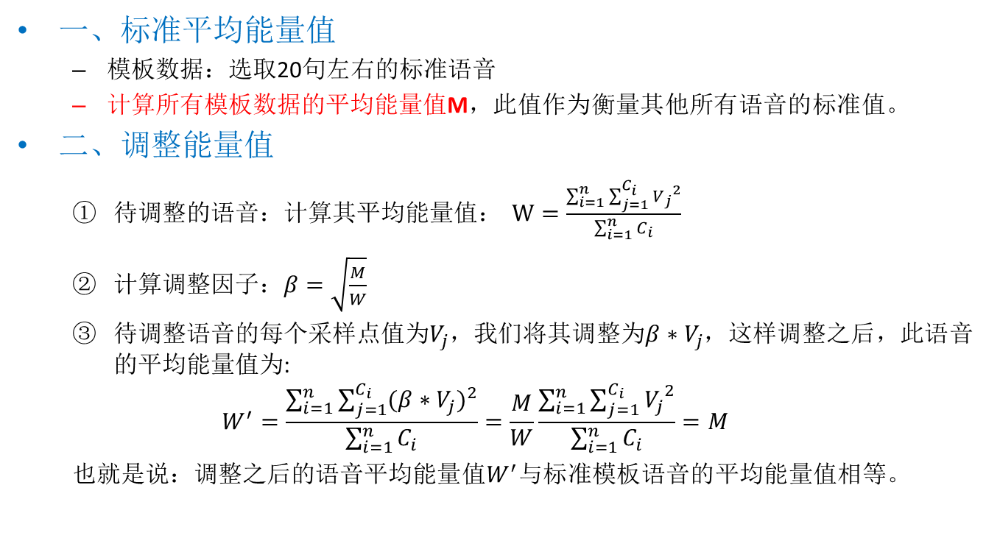 • 一、标准平均能量值
– 模板数据：选取20句左右的标准语音
– 计算所有模板数据的平均能量值M，此值作为衡量其他所有语音的标准值。
• 二、调整能量值
① 待调整的语音：计算其平均能量值： W = \frac{\sum_{i=1}^{n}\sum_{j=1}^{C_i}{V_j}^2}{\sum_{i=1}^{n}C_i}
② 计算调整因子：β = \sqrt{\frac{M}{W}}
③ 待调整语音的每个采样点值为V_j，我们将其调整为β ∗ V_j，这样调整之后，此语音
的平均能量值为:
W' = \frac{\sum_{i=1}^{n}\sum_{j=1}^{C_i}(β ∗ V_j)^2}{\sum_{i=1}^{n}C_i} = \frac{M}{W}\frac{\sum_{i=1}^{n}\sum_{j=1}^{C_i}{V_j}^2}{\sum_{i=1}^{n}C_i} = M
也就是说：调整之后的语音平均能量值W'与标准模板语音的平均能量值相等。